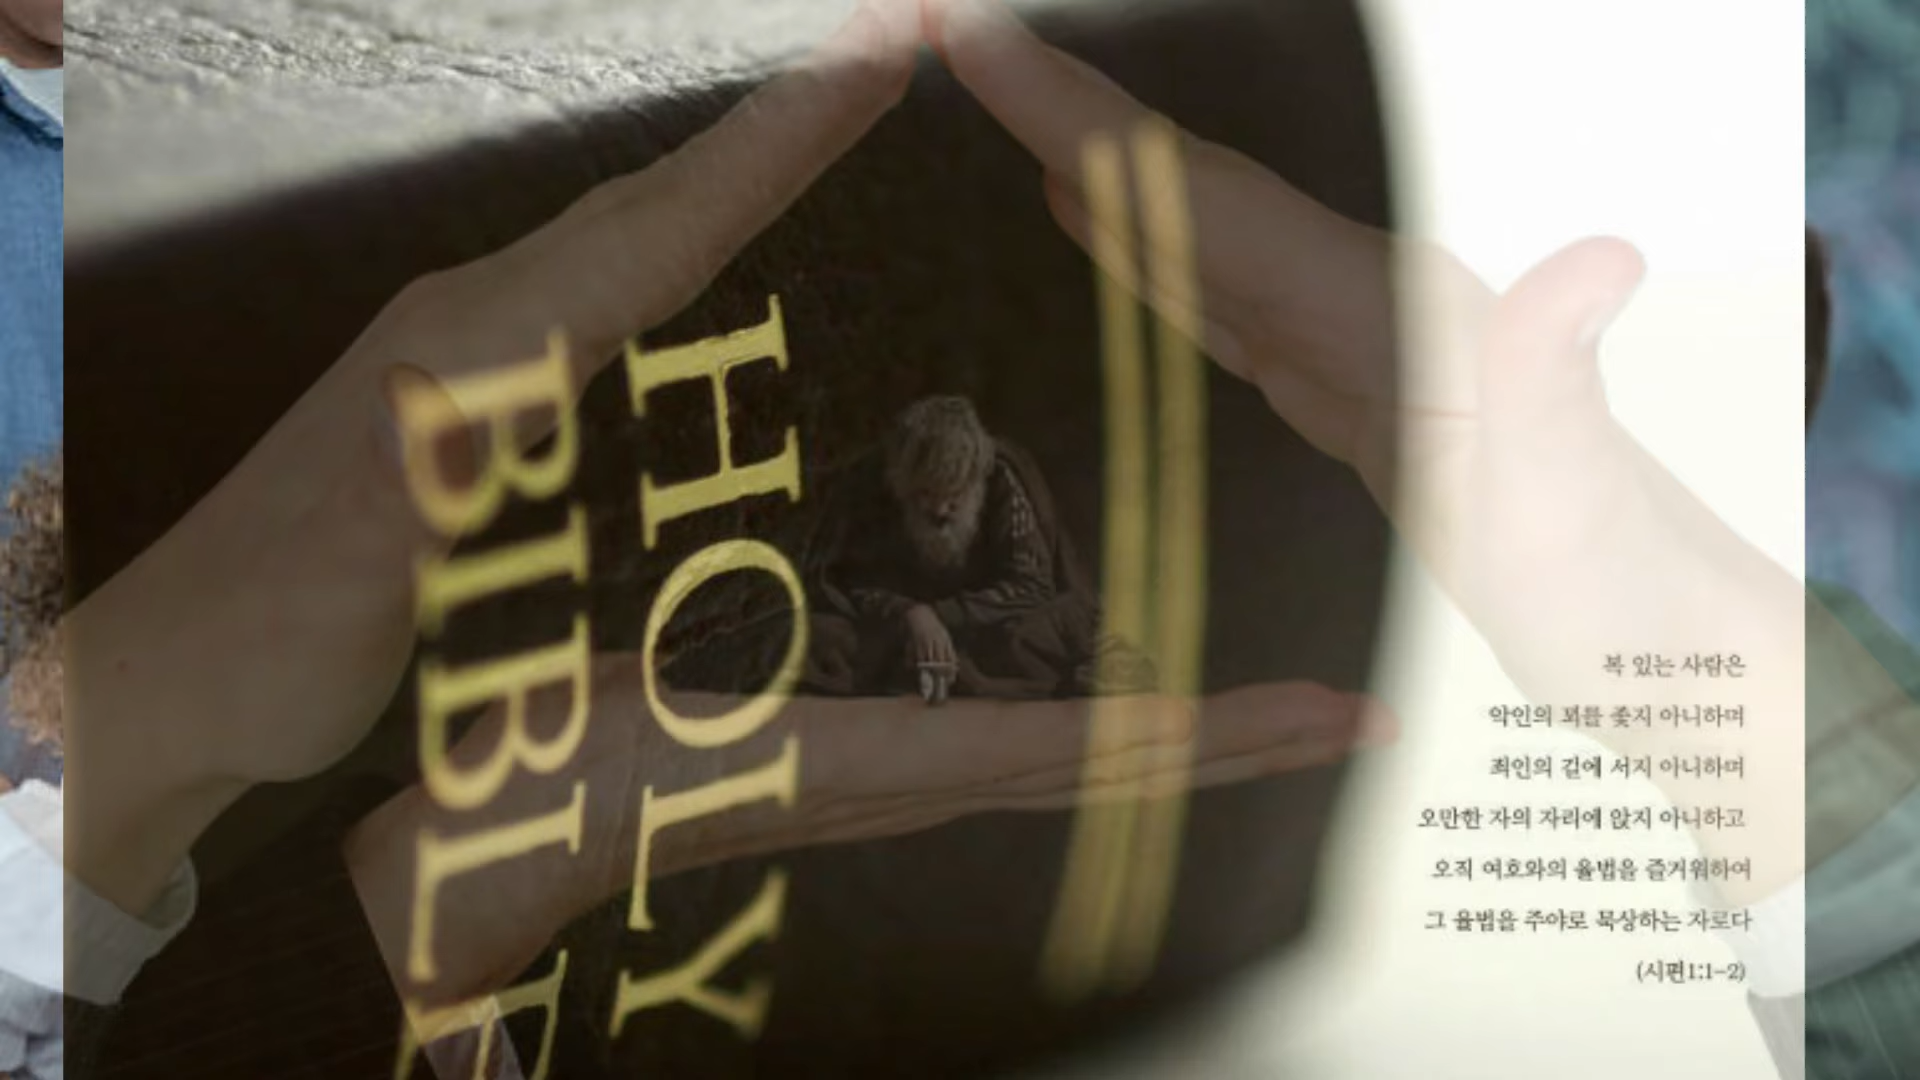 HOLY
BIBLE
복 있는 사람은
악인의 꾀를 좇지 아니하며
죄인의 길에 서지 아니하며
오만한 자의 자리에 앉지 아니하고
오직 여호와의 율법을 즐거워하여
그 율법을 주야로 묵상하는 자로다
(시편1:1-2)